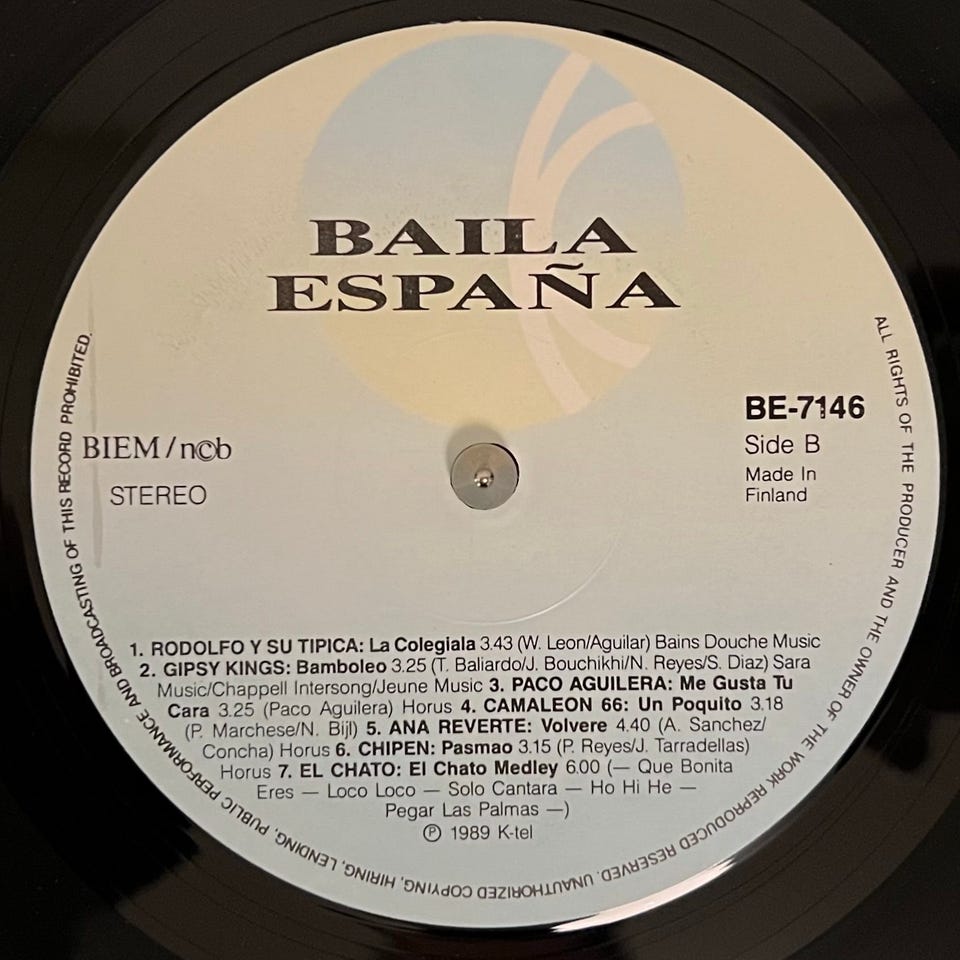 BAILA
ESPAÑA
BE-7146
Side B
Made In
Finland
BIEM/n©b
STEREO
1. RODOLFO Y SU TIPICA: La Colegiala 3.43 (W. Leon/Aguilar) Bains Douche Music
2. GIPSY KINGS: Bamboleo 3.25 (T. Baliardo/J. Bouchikhi/N. Reyes/S. Diaz) Sara
Music/Chappell Intersong/Jeune Music 3. PACO AGUILERA: Me Gusta Tu
Cara 3.25 (Paco Aguilera) Horus 4. CAMALEON 66: Un Poquito 3.18
(P. Marchese/N. Bijl) 5. ANA REVERTE: Volvere 4.40 (A. Sanchez/
Concha) Horus 6. CHIPEN: Pasmao 3.15 (P. Reyes/J. Tarradellas)
Horus 7. EL CHATO: El Chato Medley 6.00 (— Que Bonita
Eres — Loco Loco — Solo Cantara — Ho Hi He —
Pegar Las Palmas —)
℗ 1989 K-tel
ALL RIGHTS OF THE PRODUCER AND THE OWNER OF THE WORK REPRODUCED RESERVED. UNAUTHORIZED COPYING, HIRING, LENDING, PUBLIC PERFORMANCE AND BROADCASTING OF THIS RECORD PROHIBITED.